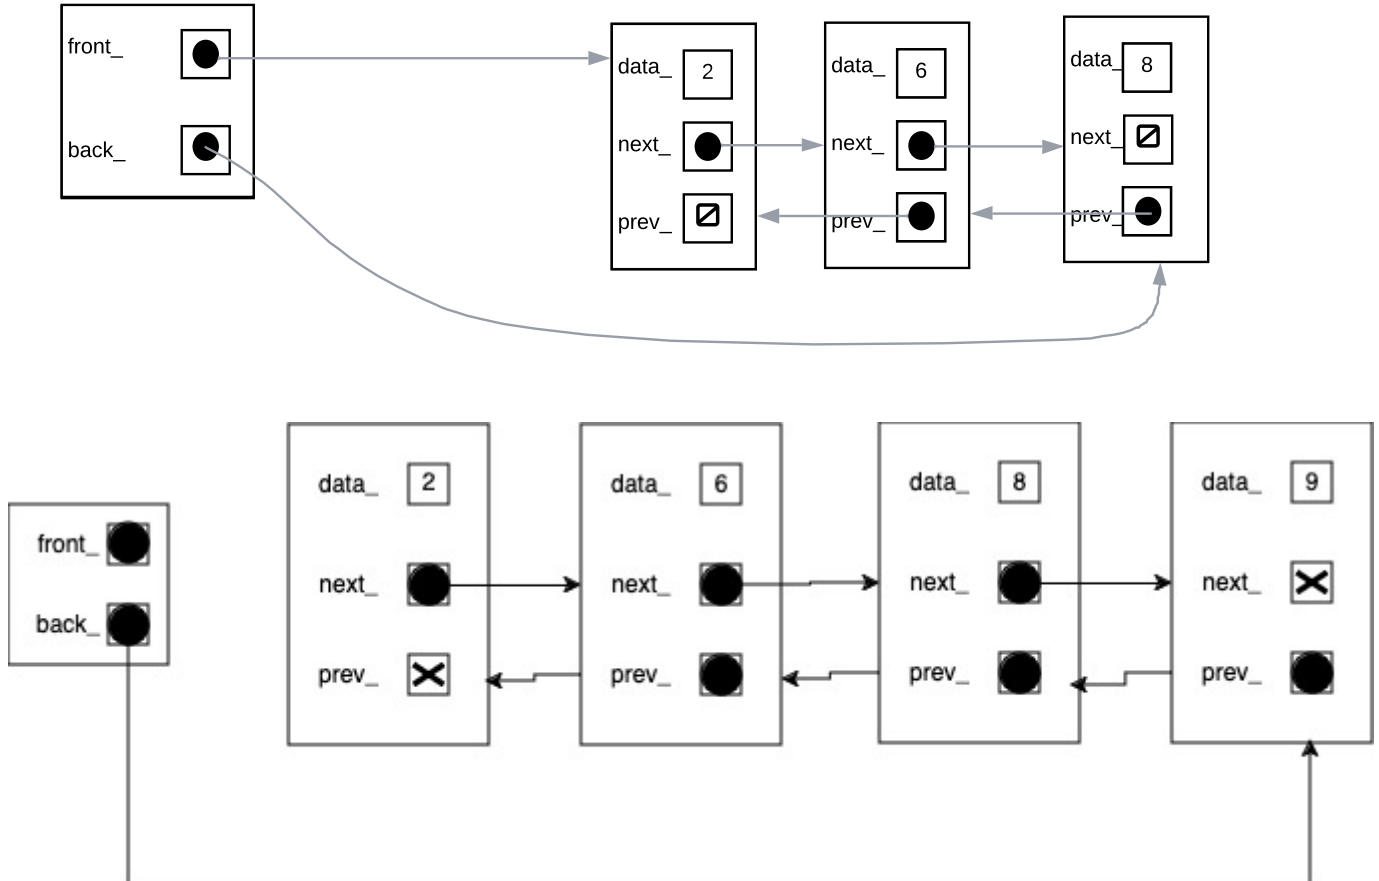 front_
back_
data_ 2
next_
prev_
data_ 6
next_
prev_
data_ 8
next_
prev_
front_
back_
data_ 2
next_
prev_
data_ 6
next_
prev_
data_ 8
next_
prev_
data_ 9
next_
prev_